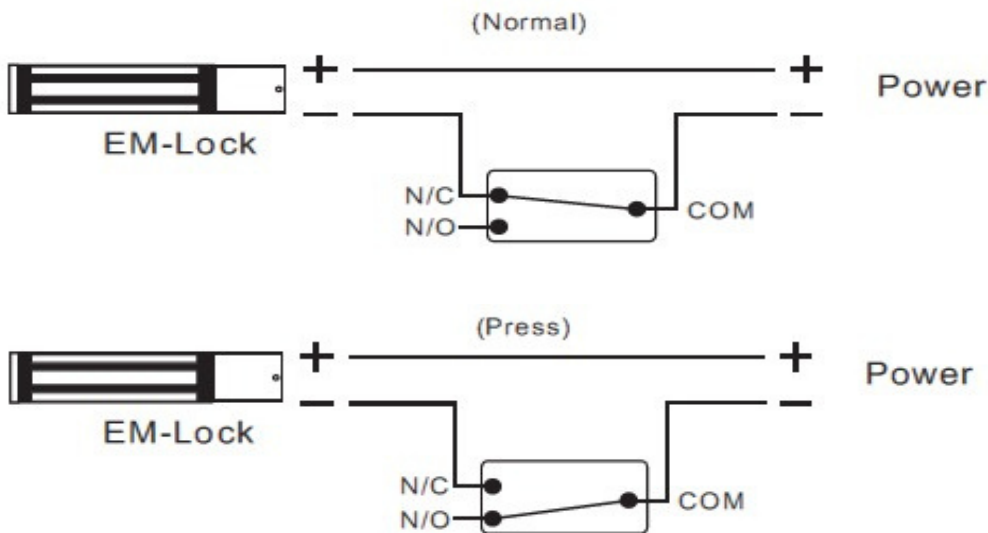 (Normal)
+ +
Power
– –
EM-Lock
N/C
COM
N/O
(Press)
+ +
Power
– –
EM-Lock
N/C
COM
N/O